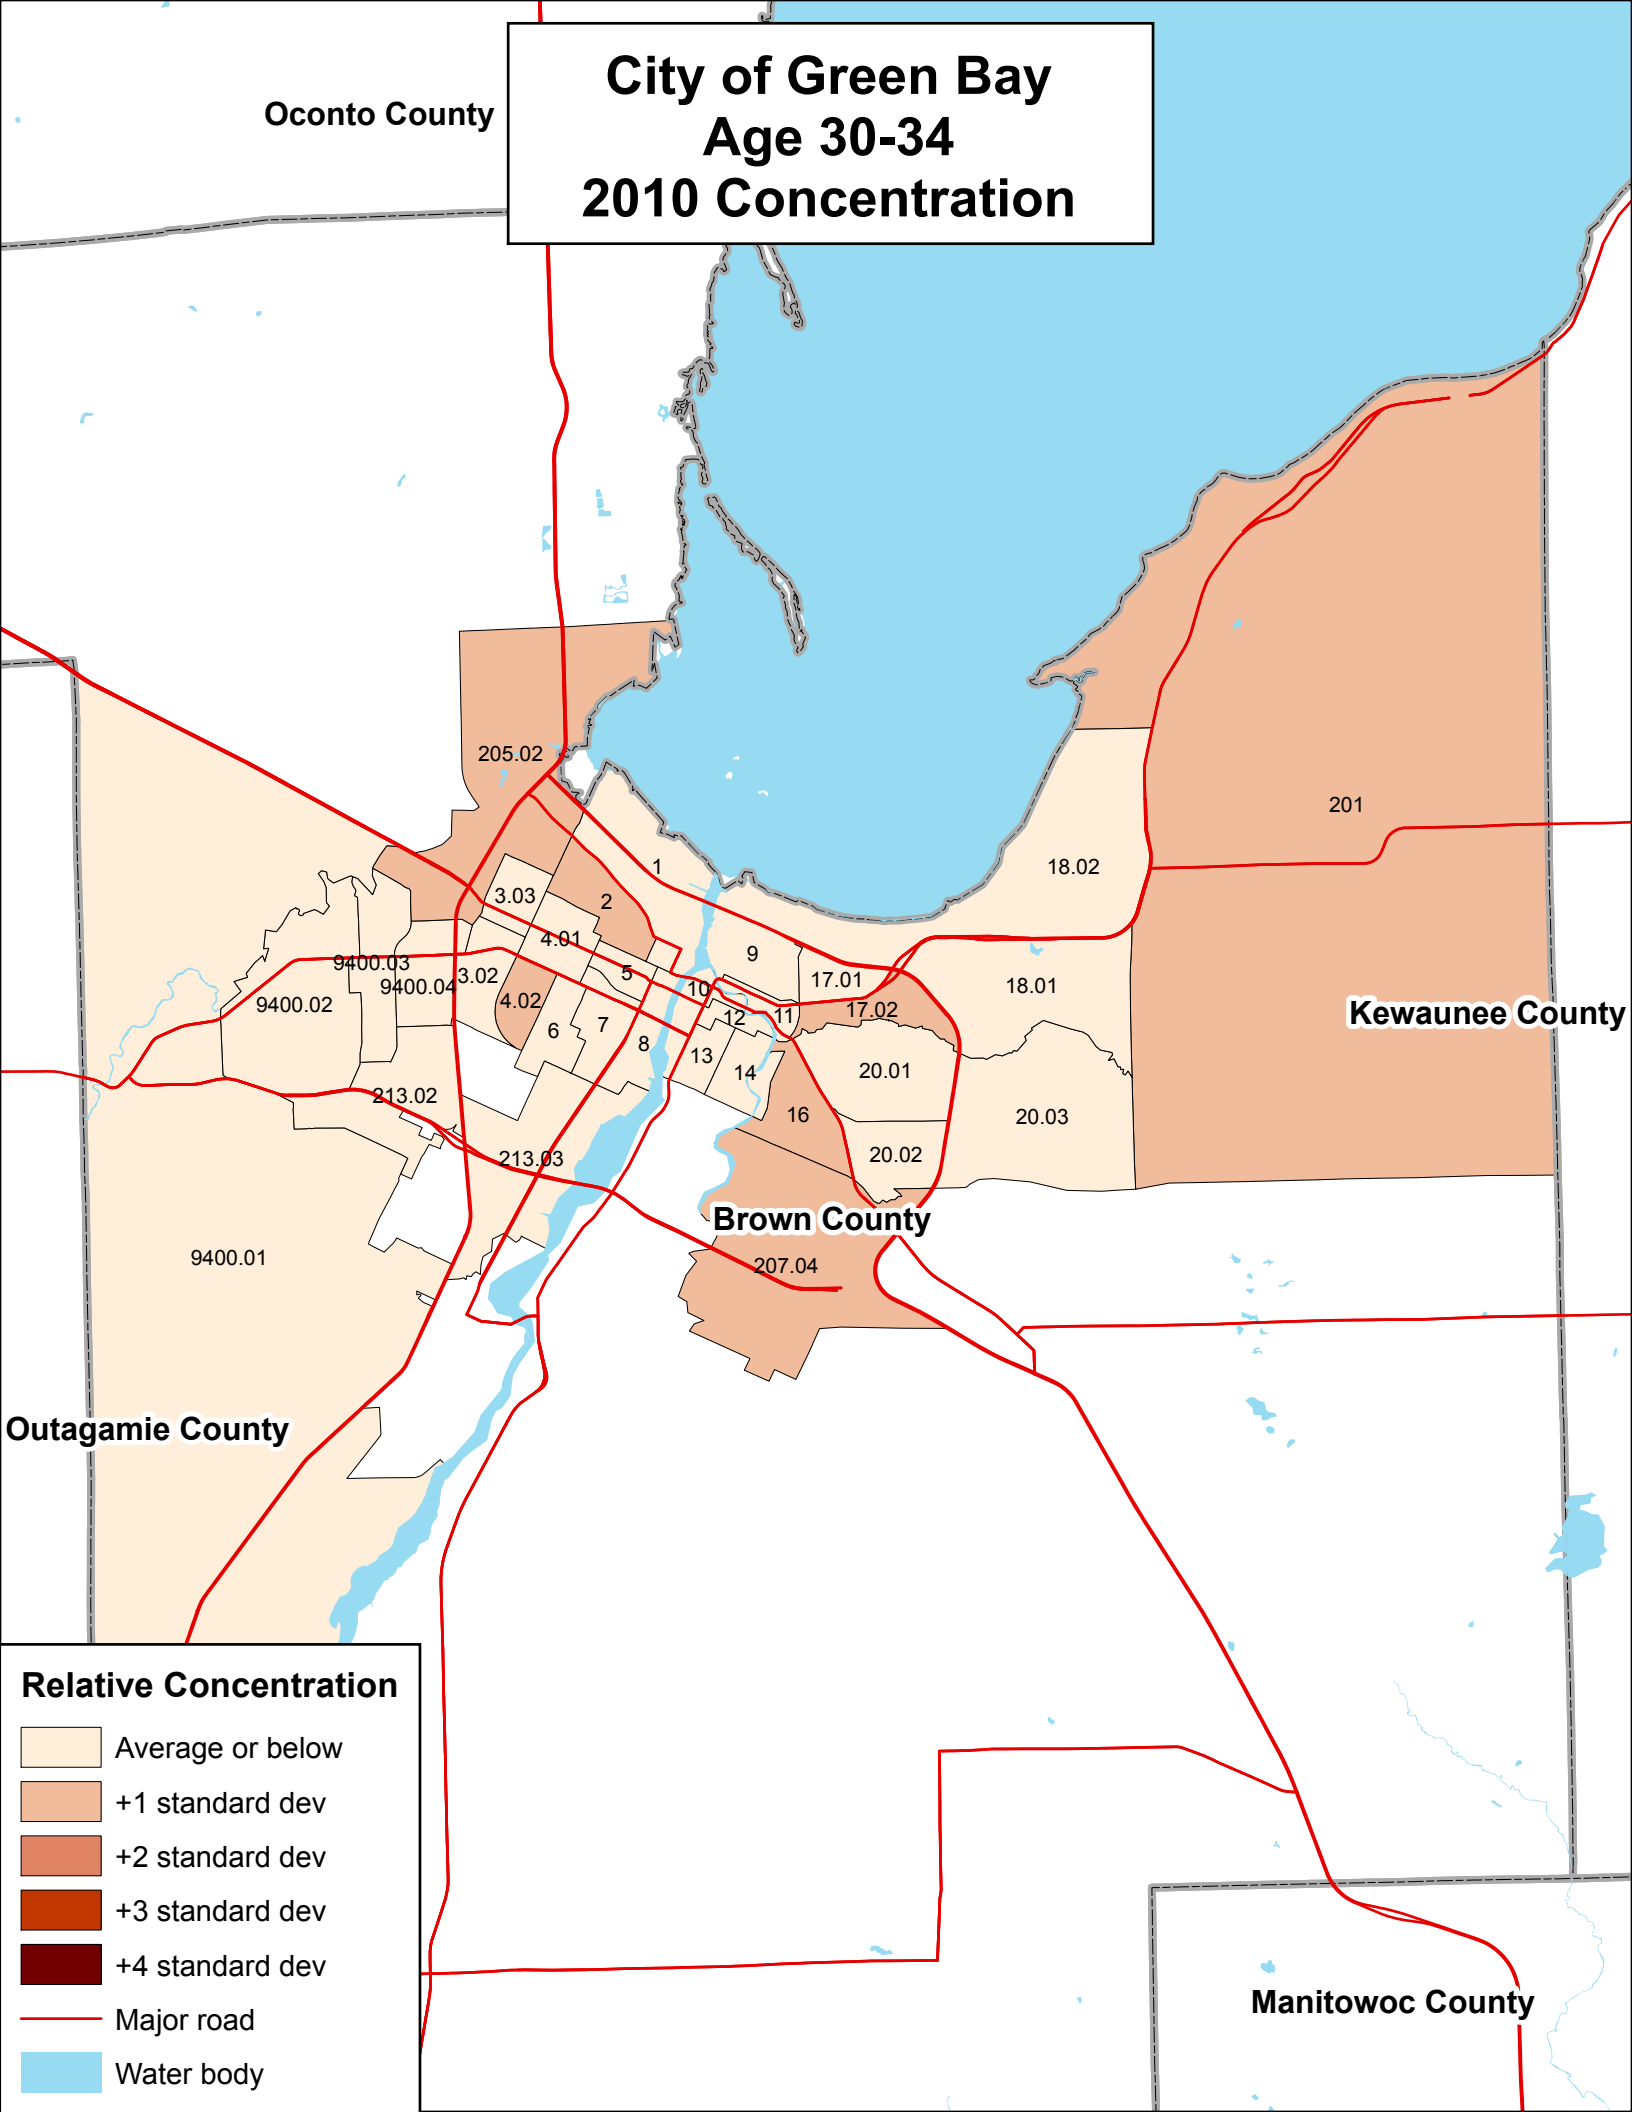 City of Green Bay
Age 30-34
2010 Concentration
Oconto County
205.02
201
1
18.02
3.03
2
4.01
9
9400.03
3.02
5
17.01
9400.04
10
18.01
9400.02
4.02
17.02
Kewaunee County
11
12
6
7
8
13
14
20.01
213.02
16
20.03
213.03
20.02
Brown County
9400.01
207.04
Outagamie County
Relative Concentration
Average or below
+1 standard dev
+2 standard dev
+3 standard dev
+4 standard dev
Major road
Water body
Manitowoc County